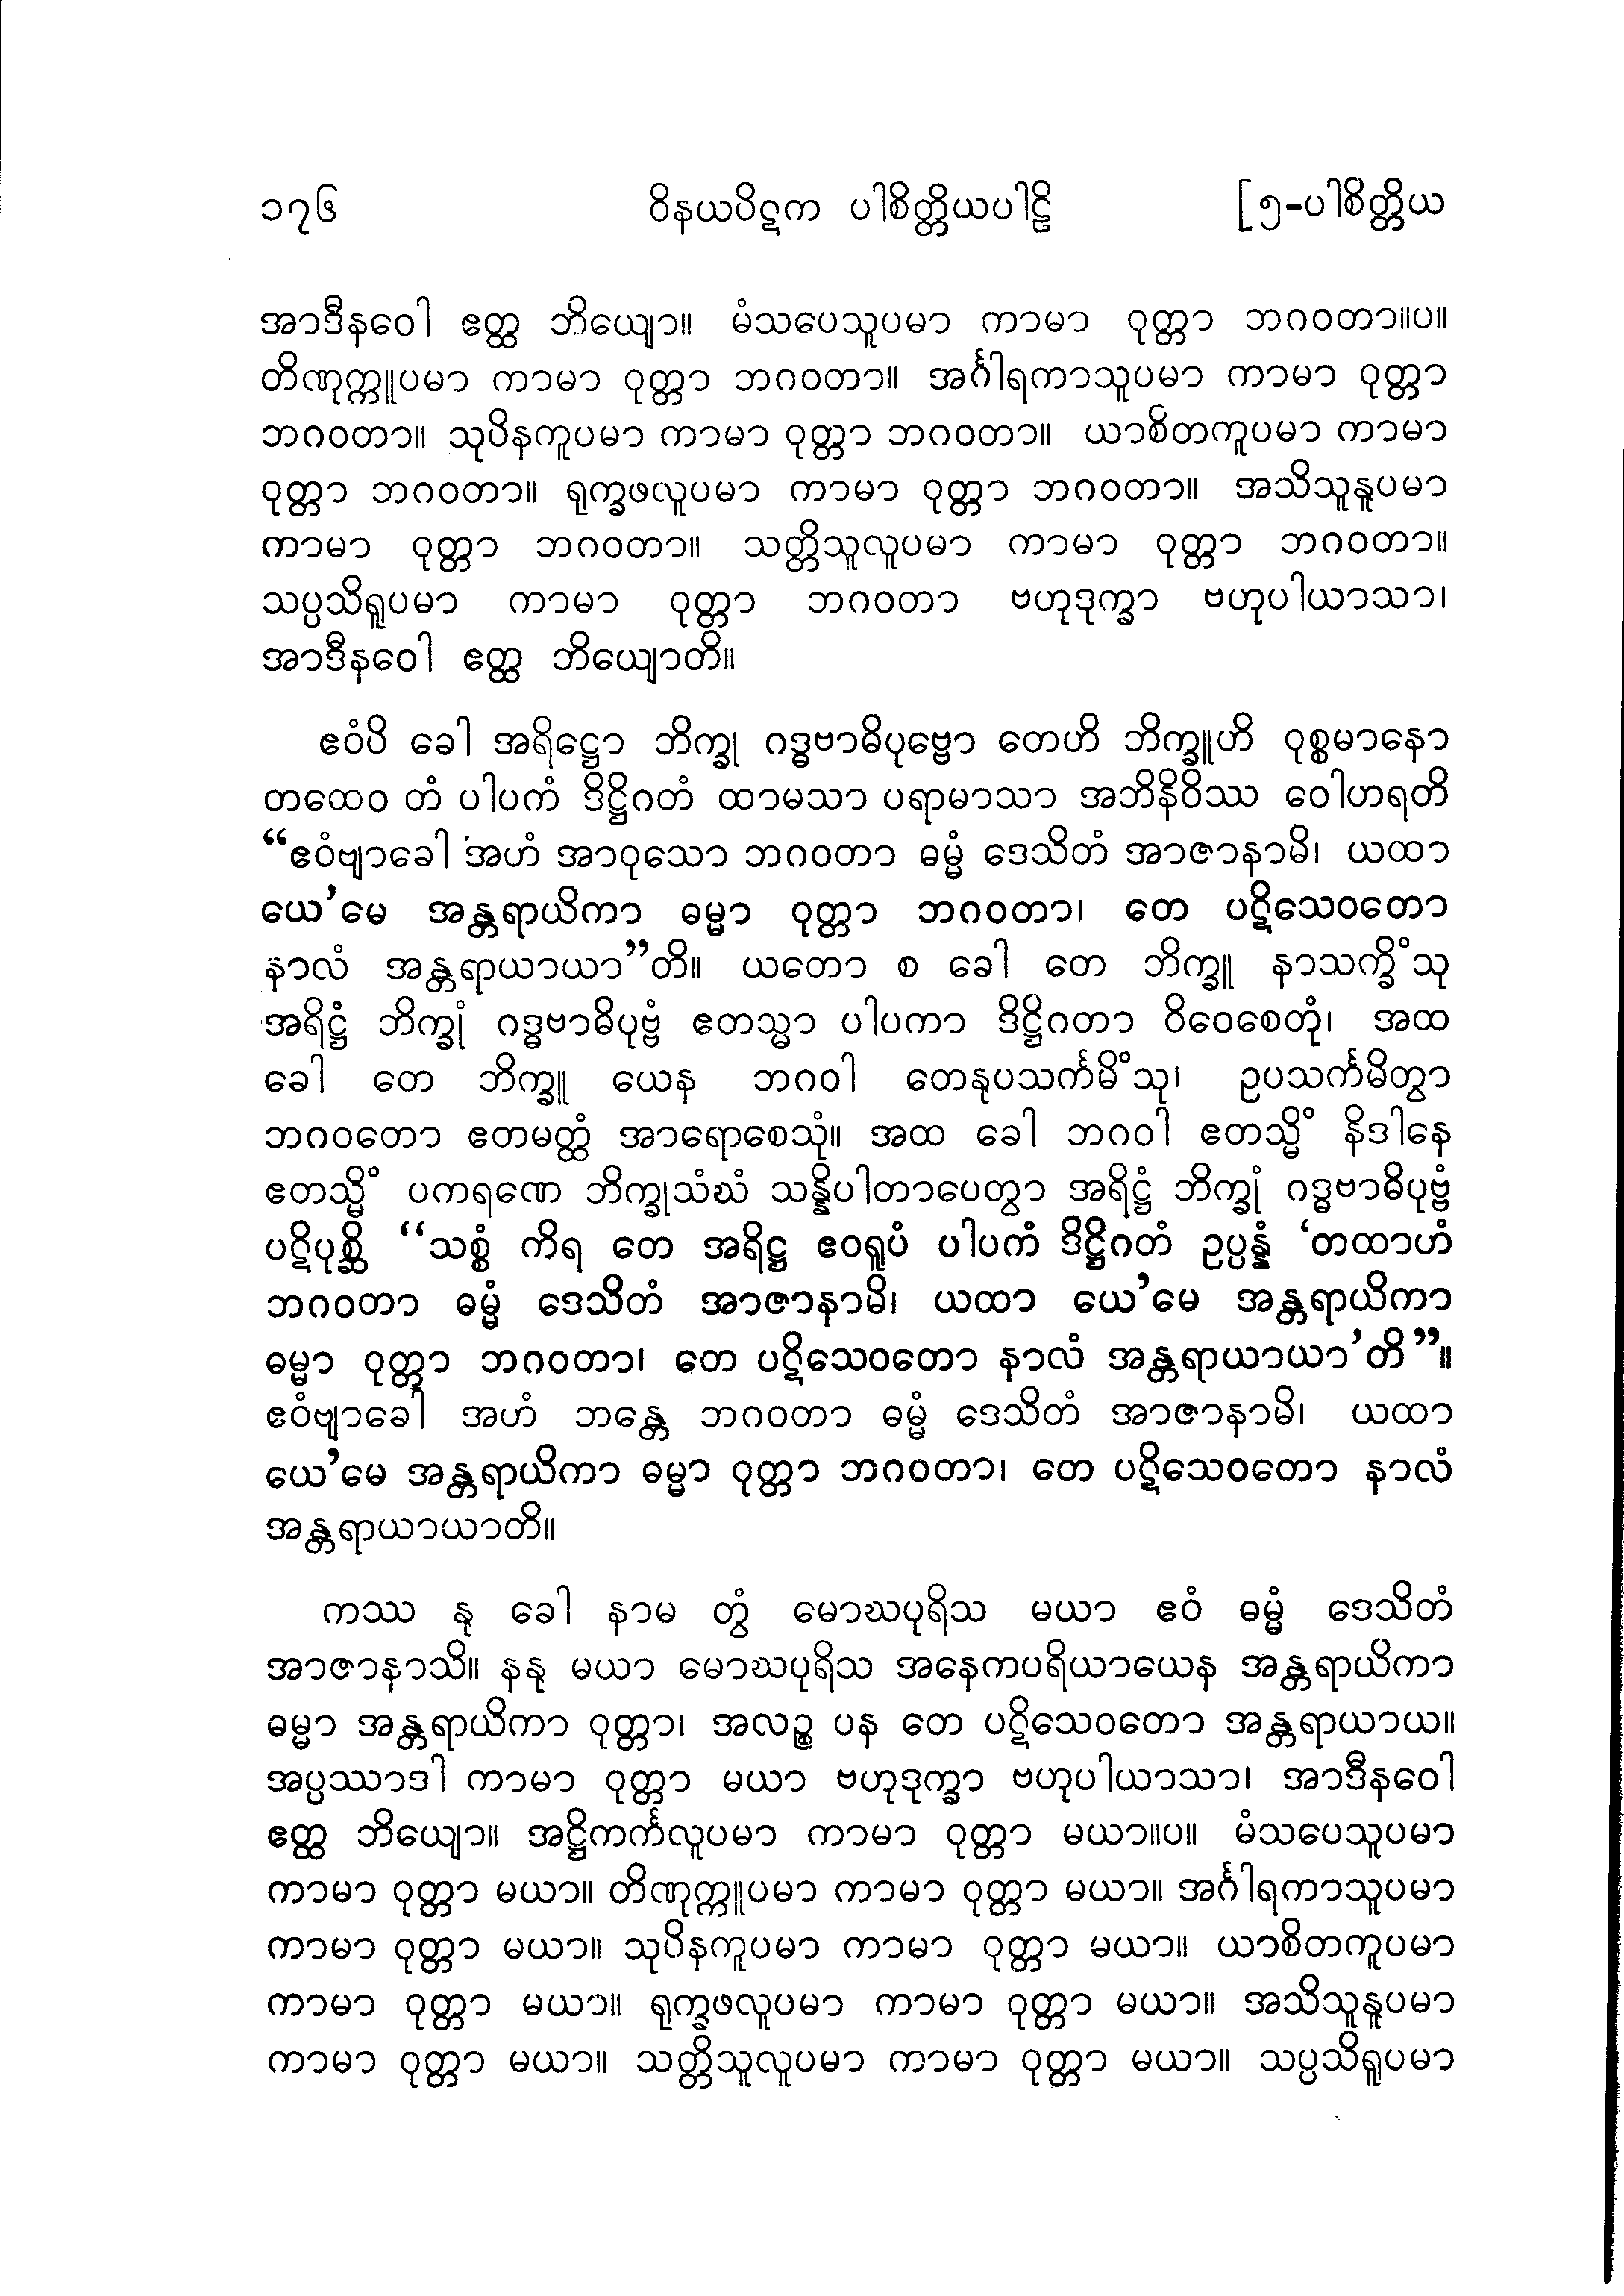 ၁၇၆ ဝိနယပိဋက ပါစိတ္တိယပါဠိ [၅-ပါစိတ္တိယ
အာဒီနဝေါ ဧတ္ထ ဘိယျော။ မံသပေသူပမာ ကာမာ ဝုတ္တာ ဘဂဝတာ။ပ။
တိဏုက္ကူပမာ ကာမာ ဝုတ္တာ ဘဂဝတာ။ အင်္ဂါရကာသူပမာ ကာမာ ဝုတ္တာ
ဘဂဝတာ။ သုပိနကူပမာ ကာမာ ဝုတ္တာ ဘဂဝတာ။ ယာစိတကူပမာ ကာမာ
ဝုတ္တာ ဘဂဝတာ။ ရုက္ခဖလူပမာ ကာမာ ဝုတ္တာ ဘဂဝတာ။ အသိသူနူပမာ
ကာမာ ဝုတ္တာ ဘဂဝတာ။ သတ္တိသူလူပမာ ကာမာ ဝုတ္တာ ဘဂဝတာ။
သပ္ပသိရူပမာ ကာမာ ဝုတ္တာ ဘဂဝတာ ဗဟုဒုက္ခာ ဗဟုပါယာသာ၊
အာဒီနဝေါ ဧတ္ထ ဘိယျောတိ။
ဧဝံပိ ခေါ အရိဋ္ဌော ဘိက္ခု ဂဒ္ဓဗာဓိပုဗ္ဗော တေဟိ ဘိက္ခူဟိ ဝုစ္စမာနော
တထေဝ တံ ပါပကံ ဒိဋ္ဌိဂတံ ထာမသာ ပရာမာသာ အဘိနိဝိဿ ဝေါဟရတိ
“ဧဝံဗျာခေါ အဟံ အာဝုသော ဘဂဝတာ ဓမ္မံ ဒေသိတံ အာဇာနာမိ၊ ယထာ
ယေ’မေ အန္တရာယိကာ ဓမ္မာ ဝုတ္တာ ဘဂဝတာ၊ တေ ပဋိသေဝတော
နာလံ အန္တရာယာယာ”တိ။ ယတော စ ခေါ တေ ဘိက္ခူ နာသက္ခိံသု
အရိဋ္ဌံ ဘိက္ခုံ ဂဒ္ဓဗာဓိပုဗ္ဗံ ဧတသ္မာ ပါပကာ ဒိဋ္ဌိဂတာ ဝိဝေစေတုံ၊ အထ
ခေါ တေ ဘိက္ခူ ယေန ဘဂဝါ တေနုပသင်္ကမိံသု၊ ဥပသင်္ကမိတွာ
ဘဂဝတော ဧတမတ္ထံ အာရောစေသုံ။ အထ ခေါ ဘဂဝါ ဧတသ္မိံ နိဒါနေ
ဧတသ္မိံ ပကရဏေ ဘိက္ခုသံဃံ သန္နိပါတာပေတွာ အရိဋ္ဌံ ဘိက္ခုံ ဂဒ္ဓဗာဓိပုဗ္ဗံ
ပဋိပုစ္ဆိ “သစ္စံ ကိရ တေ အရိဋ္ဌ ဧဝရူပံ ပါပကံ ဒိဋ္ဌိဂတံ ဥပ္ပန္နံ ‘တထာဟံ
ဘဂဝတာ ဓမ္မံ ဒေသိတံ အာဇာနာမိ၊ ယထာ ယေ’မေ အန္တရာယိကာ
ဓမ္မာ ဝုတ္တာ ဘဂဝတာ၊ တေ ပဋိသေဝတော နာလံ အန္တရာယာယာ’တိ”။
ဧဝံဗျာခေါ အဟံ ဘန္တေ ဘဂဝတာ ဓမ္မံ ဒေသိတံ အာဇာနာမိ၊ ယထာ
ယေ’မေ အန္တရာယိကာ ဓမ္မာ ဝုတ္တာ ဘဂဝတာ၊ တေ ပဋိသေဝတော နာလံ
အန္တရာယာယာတိ။
ကဿ နု ခေါ နာမ တွံ မောဃပုရိသ မယာ ဧဝံ ဓမ္မံ ဒေသိတံ
အာဇာနာသိ။ နနု မယာ မောဃပုရိသ အနေကပရိယာယေန အန္တရာယိကာ
ဓမ္မာ အန္တရာယိကာ ဝုတ္တာ၊ အလဉ္စ ပန တေ ပဋိသေဝတော အန္တရာယာယ။
အပ္ပဿာဒါ ကာမာ ဝုတ္တာ မယာ ဗဟုဒုက္ခာ ဗဟုပါယာသာ၊ အာဒီနဝေါ
ဧတ္ထ ဘိယျော။ အဋ္ဌိကင်္ကလူပမာ ကာမာ ဝုတ္တာ မယာ။ပ။ မံသပေသူပမာ
ကာမာ ဝုတ္တာ မယာ။ တိဏုက္ကူပမာ ကာမာ ဝုတ္တာ မယာ။ အင်္ဂါရကာသူပမာ
ကာမာ ဝုတ္တာ မယာ။ သုပိနကူပမာ ကာမာ ဝုတ္တာ မယာ။ ယာစိတကူပမာ
ကာမာ ဝုတ္တာ မယာ။ ရုက္ခဖလူပမာ ကာမာ ဝုတ္တာ မယာ။ အသိသူနူပမာ
ကာမာ ဝုတ္တာ မယာ။ သတ္တိသူလူပမာ ကာမာ ဝုတ္တာ မယာ။ သပ္ပသိရူပမာ